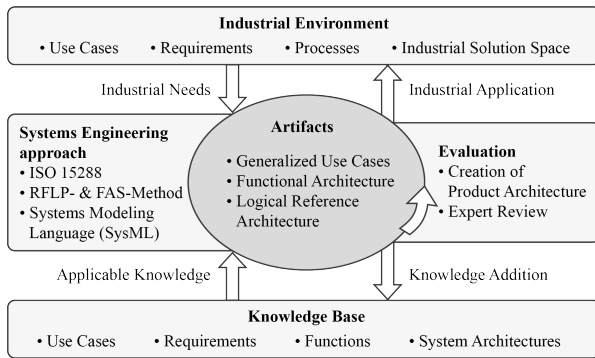 Industrial Environment
• Use Cases • Requirements • Processes • Industrial Solution Space
Industrial Needs
Industrial Application
Systems Engineering
approach
• ISO 15288
• RFLP- & FAS-Method
• Systems Modeling
Language (SysML)
Artifacts
• Generalized Use Cases
• Functional Architecture
• Logical Reference
Architecture
Evaluation
• Creation of
Product Architecture
• Expert Review
Applicable Knowledge
Knowledge Addition
Knowledge Base
• Use Cases • Requirements • Functions • System Architectures